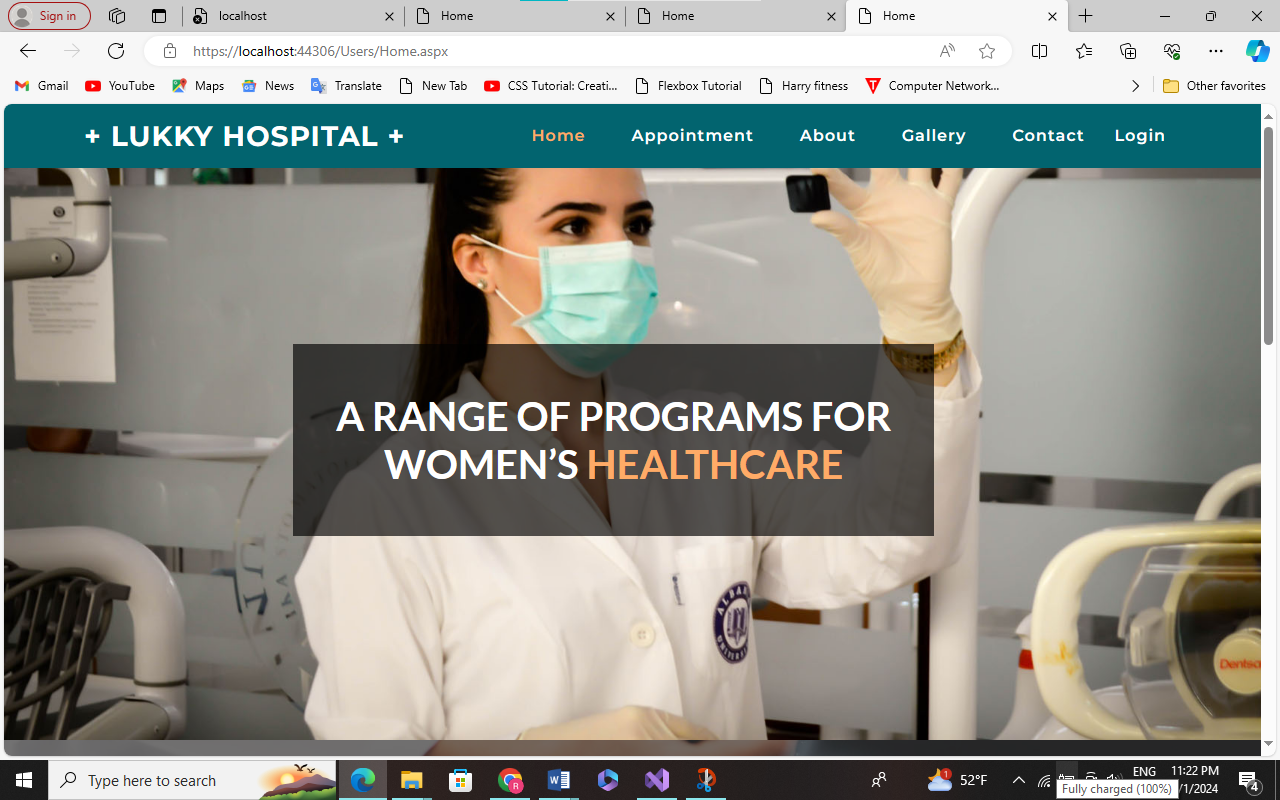 Sign in
localhost
Home
Home
Home
https://localhost:44306/Users/Home.aspx
Gmail
YouTube
Maps
News
Translate
New Tab
CSS Tutorial: Creati...
Flexbox Tutorial
Harry fitness
Computer Network...
Other favorites
+ LUKKY HOSPITAL +
Home
Appointment
About
Gallery
Contact
Login
A RANGE OF PROGRAMS FOR
WOMEN’S HEALTHCARE
Type here to search
1
52°F
ENG
11:22 PM
/1/2024
4
Fully charged (100%)